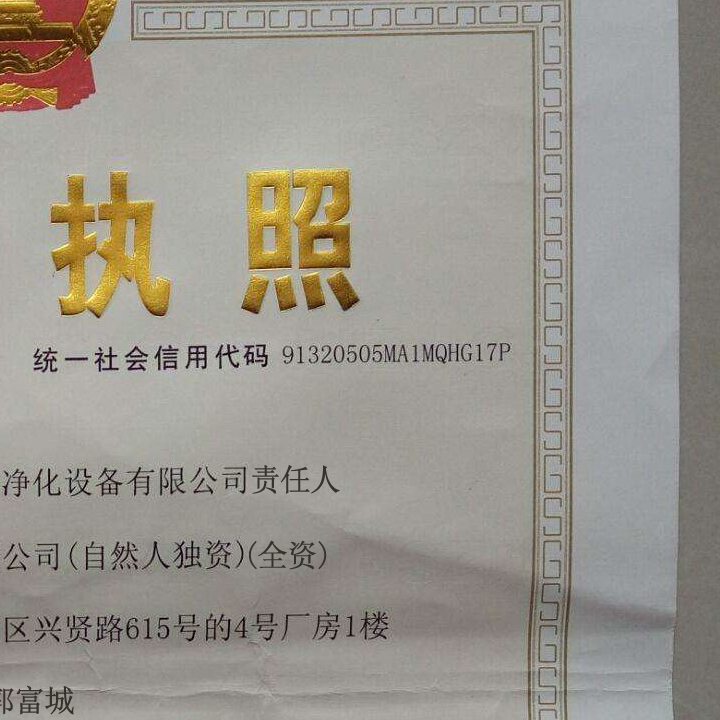 执照
统一社会信用代码 91320505MA1MQHG17P
净化设备有限公司责任人
公司(自然人独资)(全资)
区兴贤路615号的4号厂房1楼
郭富城